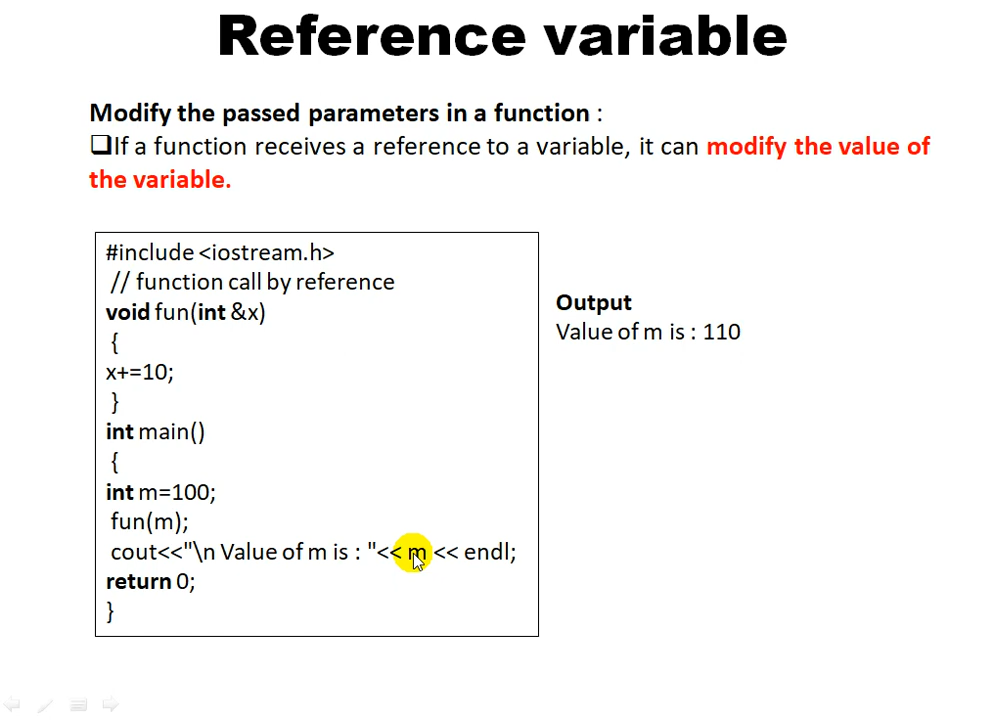 Reference variable
Modify the passed parameters in a function :
❑If a function receives a reference to a variable, it can modify the value of
the variable.
#include <iostream.h>
// function call by reference
void fun(int &x)
{
x+=10;
}
int main()
{
int m=100;
fun(m);
cout<<"\n Value of m is : "<< m << endl;
return 0;
}
Output
Value of m is : 110